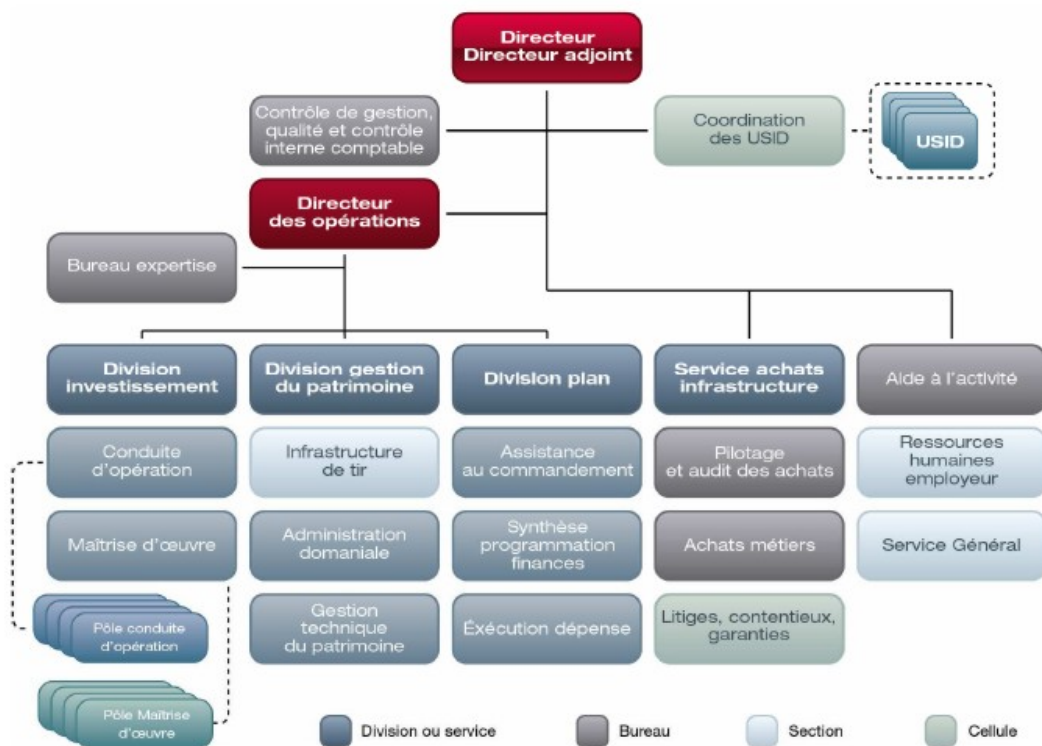 Directeur
Directeur adjoint
Contrôle de gestion,
qualité et contrôle
interne comptable
Coordination
des USID
USID
Directeur
des opérations
Bureau expertise
Division
investissement
Division gestion
du patrimoine
Division plan
Service achats
infrastructure
Aide à l'activité
Conduite
d'opération
Infrastructure
de tir
Assistance
au commandement
Pilotage
et audit des achats
Ressources
humaines
employeur
Maîtrise d'œuvre
Administration
domaniale
Synthèse
programmation
finances
Achats métiers
Service Général
Pôle conduite
d'opération
Gestion
technique
du patrimoine
Éxécution dépense
Litiges, contentieux,
garanties
Pôle Maîtrise
d'œuvre
Division ou service
Bureau
Section
Cellule